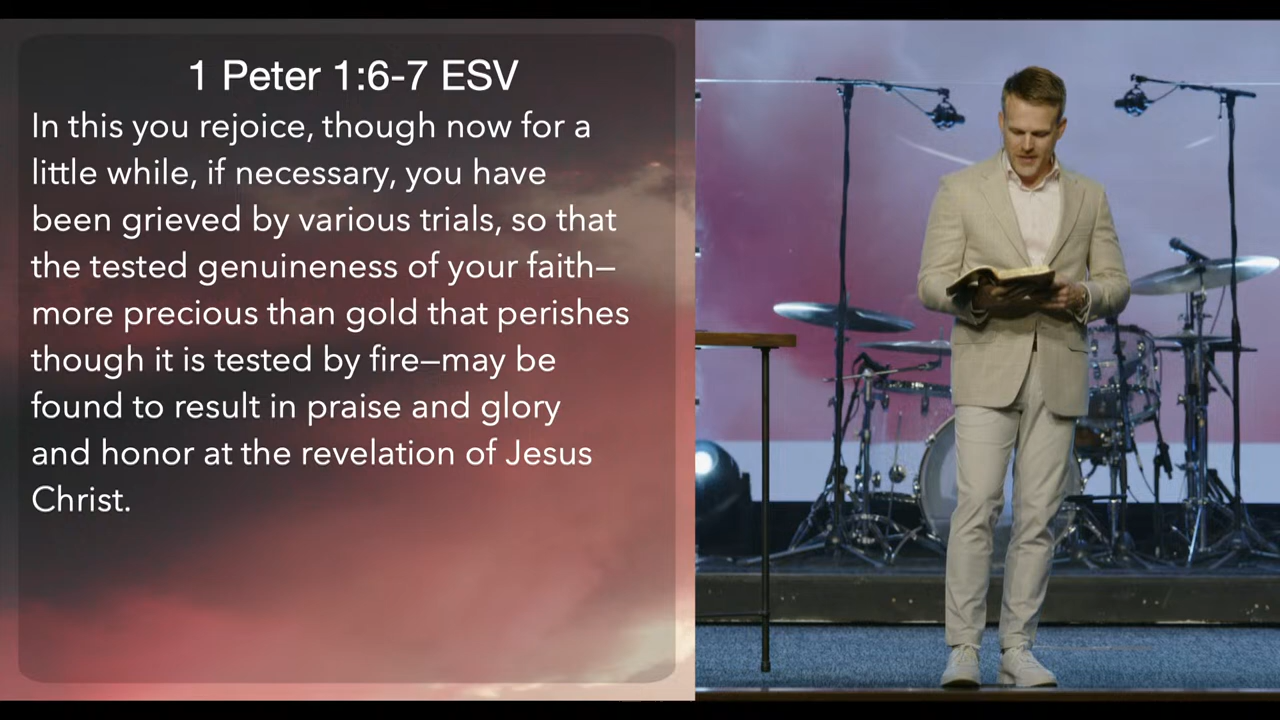 1 Peter 1:6-7 ESV
In this you rejoice, though now for a
little while, if necessary, you have
been grieved by various trials, so that
the tested genuineness of your faith—
more precious than gold that perishes
though it is tested by fire—may be
found to result in praise and glory
and honor at the revelation of Jesus
Christ.